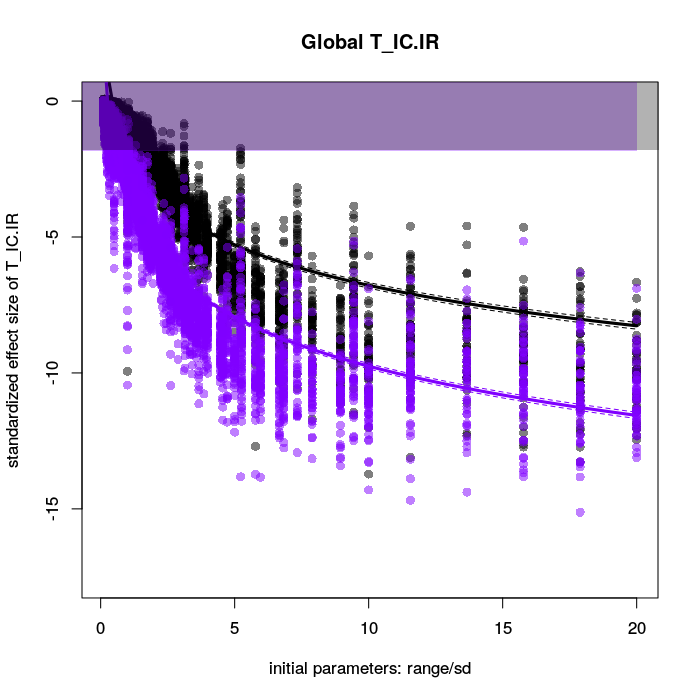 Global T_IC.IR
standardized effect size of T_IC.IR
0
-5
-10
-15
0 5 10 15 20
initial parameters: range/sd